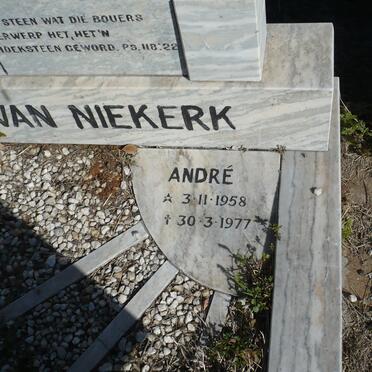 STEEN WAT DIE BOUERS
ERWERP HET, HET'N
OEKSTEEN GEWORD. PS. 118:22
VAN NIEKERK
ANDRÉ
☆ 3·11·1958
† 30·3·1977